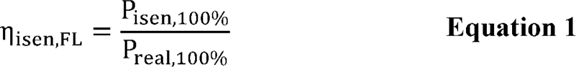 η_isen,FL = P_isen,100% / P_real,100% Equation 1